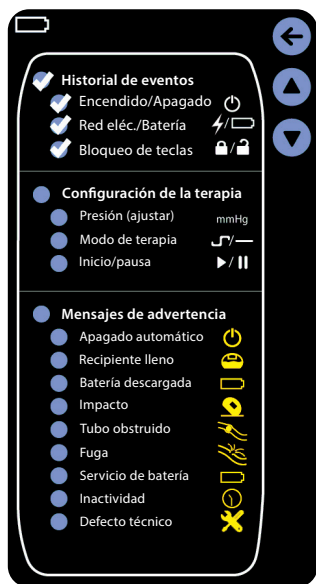 Historial de eventos
Encendido/Apagado
Red eléc./Batería /
Bloqueo de teclas /
Configuración de la terapia
Presión (ajustar) mmHg
Modo de terapia /
Inicio/pausa /
Mensajes de advertencia
Apagado automático
Recipiente lleno
Batería descargada
Impacto
Tubo obstruido
Fuga
Servicio de batería
Inactividad
Defecto técnico